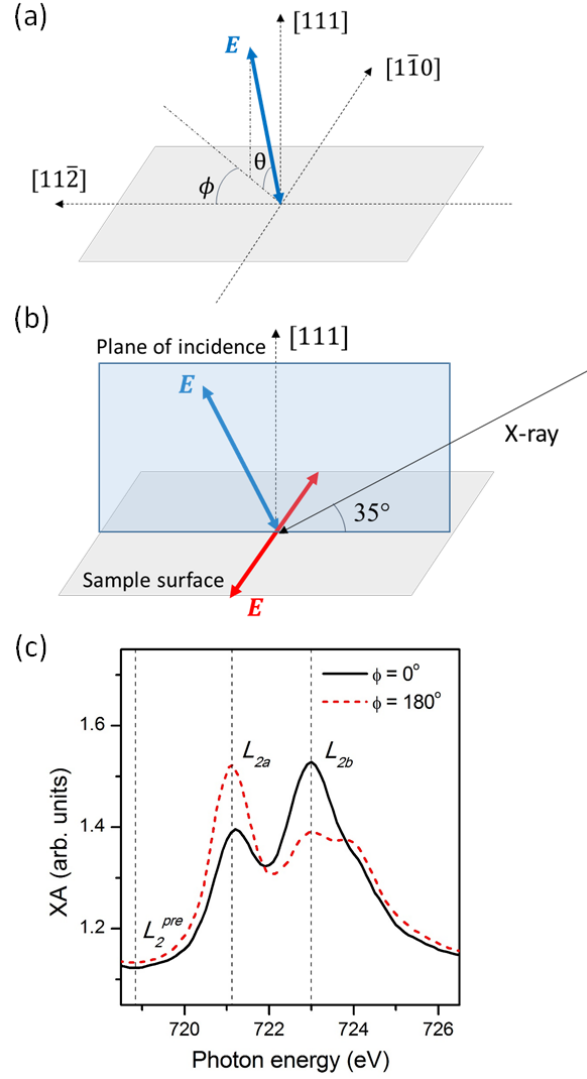 (a)
[111]
E
[11̅0]
θ
[112̅]
ϕ
(b)
Plane of incidence
[111]
E
X-ray
35°
Sample surface
E
(c)
ϕ = 0°
ϕ = 180°
1.6
L2a
L2b
XA (arb. units)
1.4
L2pre
1.2
720
722
724
726
Photon energy (eV)